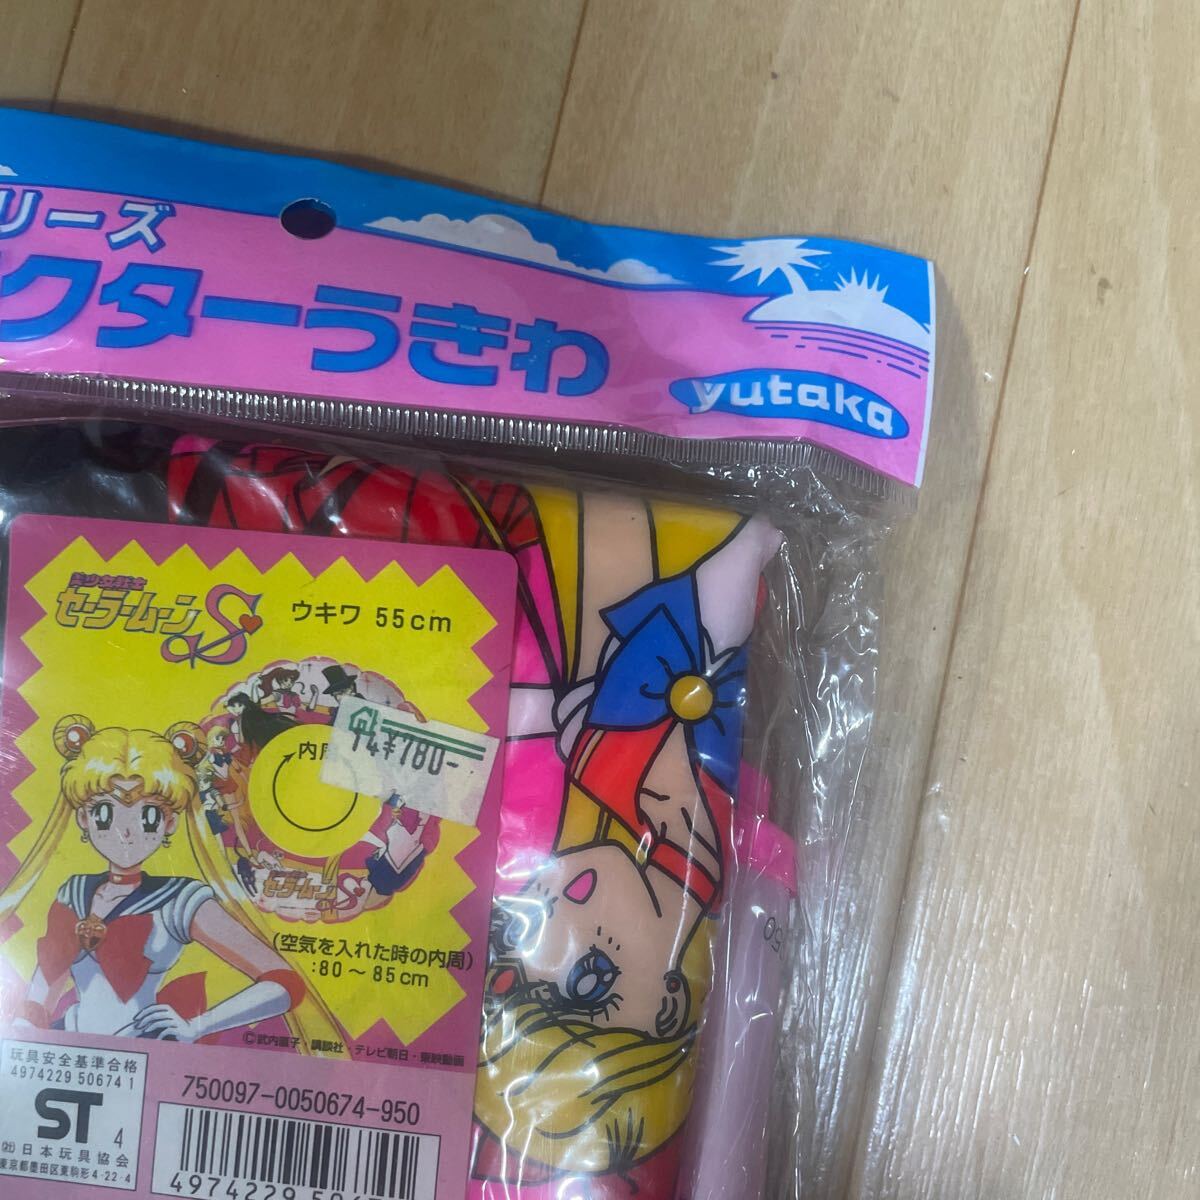 リーズ
クターうきわ
yutaka
美少女戦士
セーラームーンS
ウキワ 55cm
74¥780-
内周
セーラームーンS
(空気を入れた時の内周)
:80～85cm
©武内直子・講談社・テレビ朝日・東映動画
玩具安全基準合格
4974229 50674 1
ST 4
(社)日本玩具協会
東京都墨田区東駒形4-22-4
750097-0050674-950
4974229
50